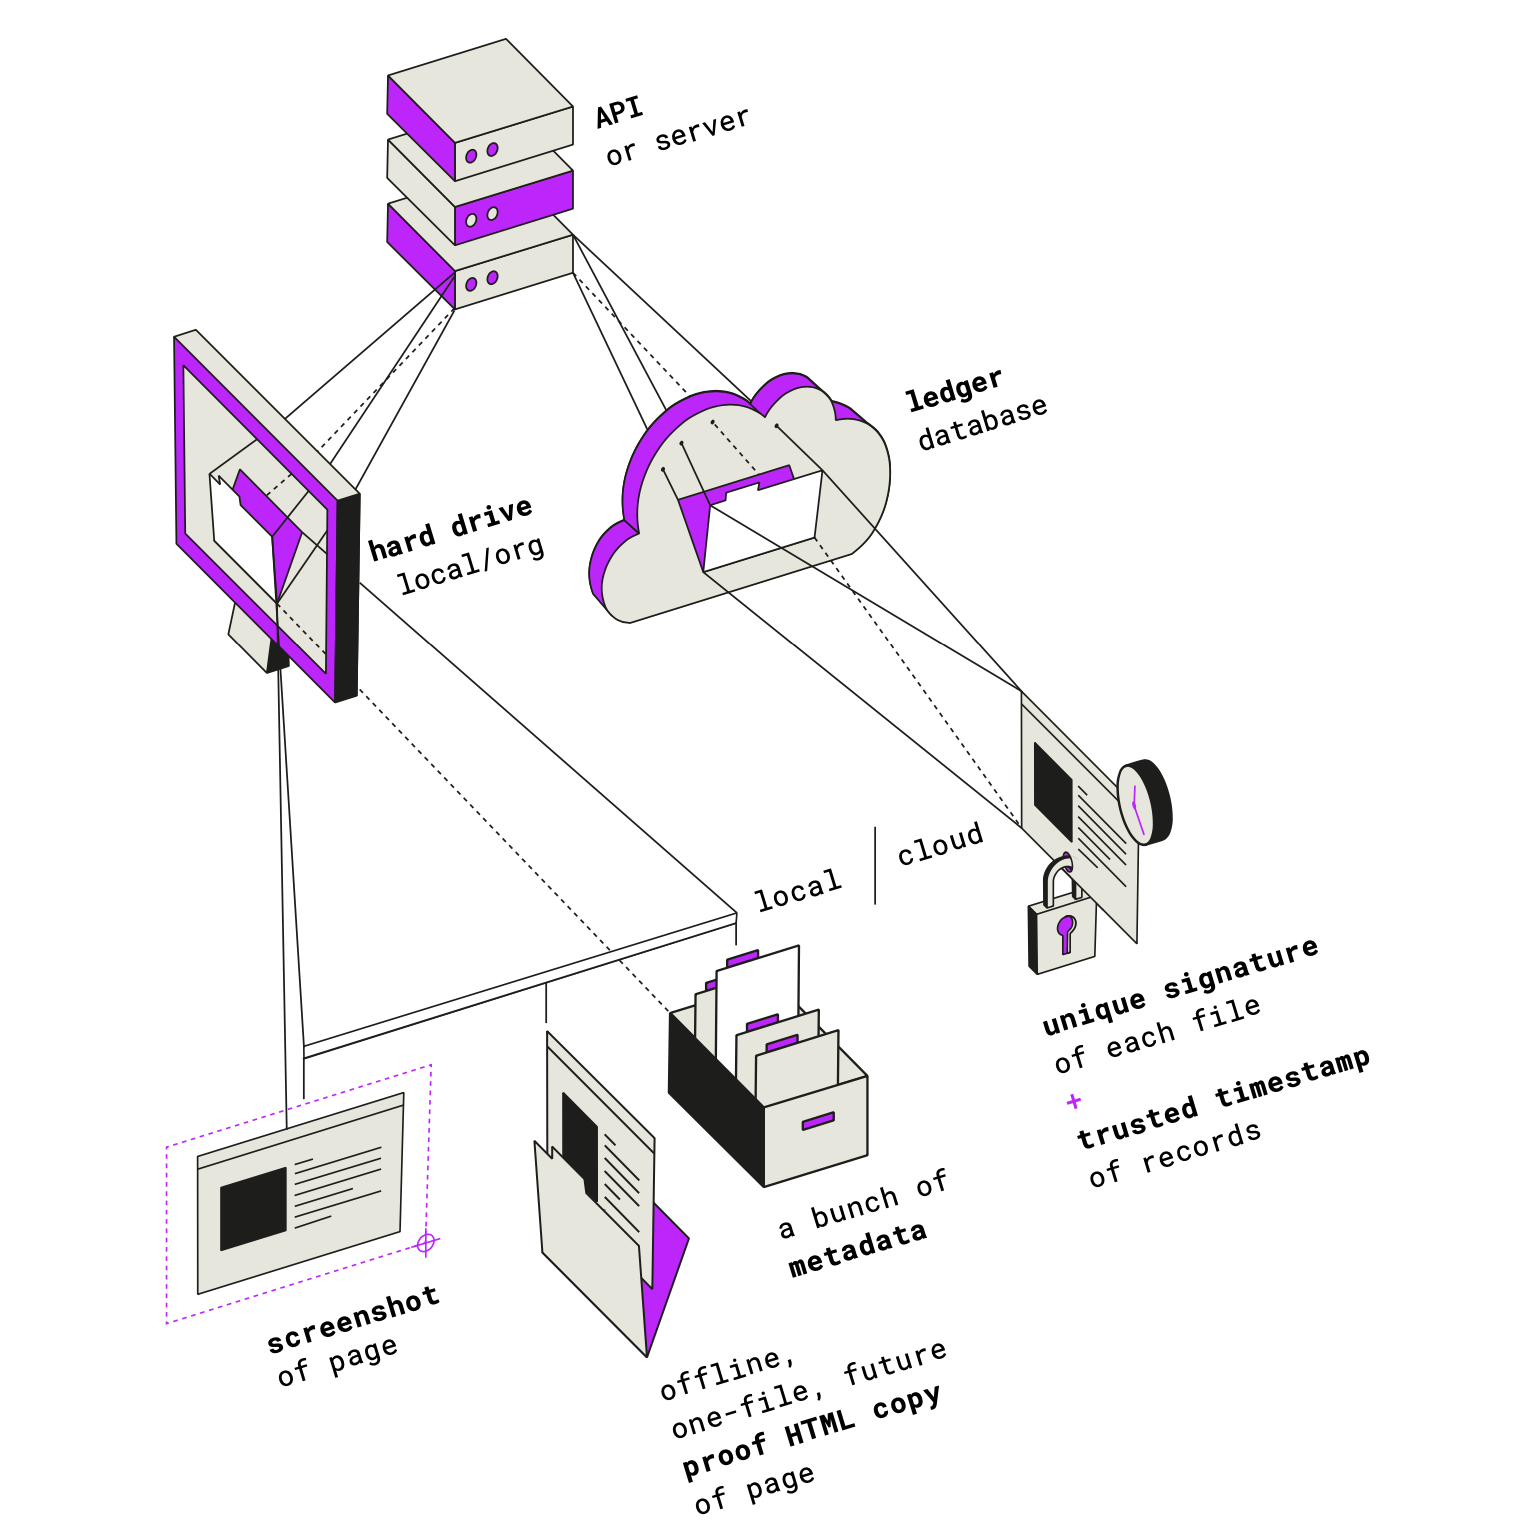 API
or server
ledger
database
hard drive
local/org
local
cloud
unique signature
of each file
+
trusted timestamp
of records
a bunch of
metadata
screenshot
of page
offline,
one-file, future
proof HTML copy
of page